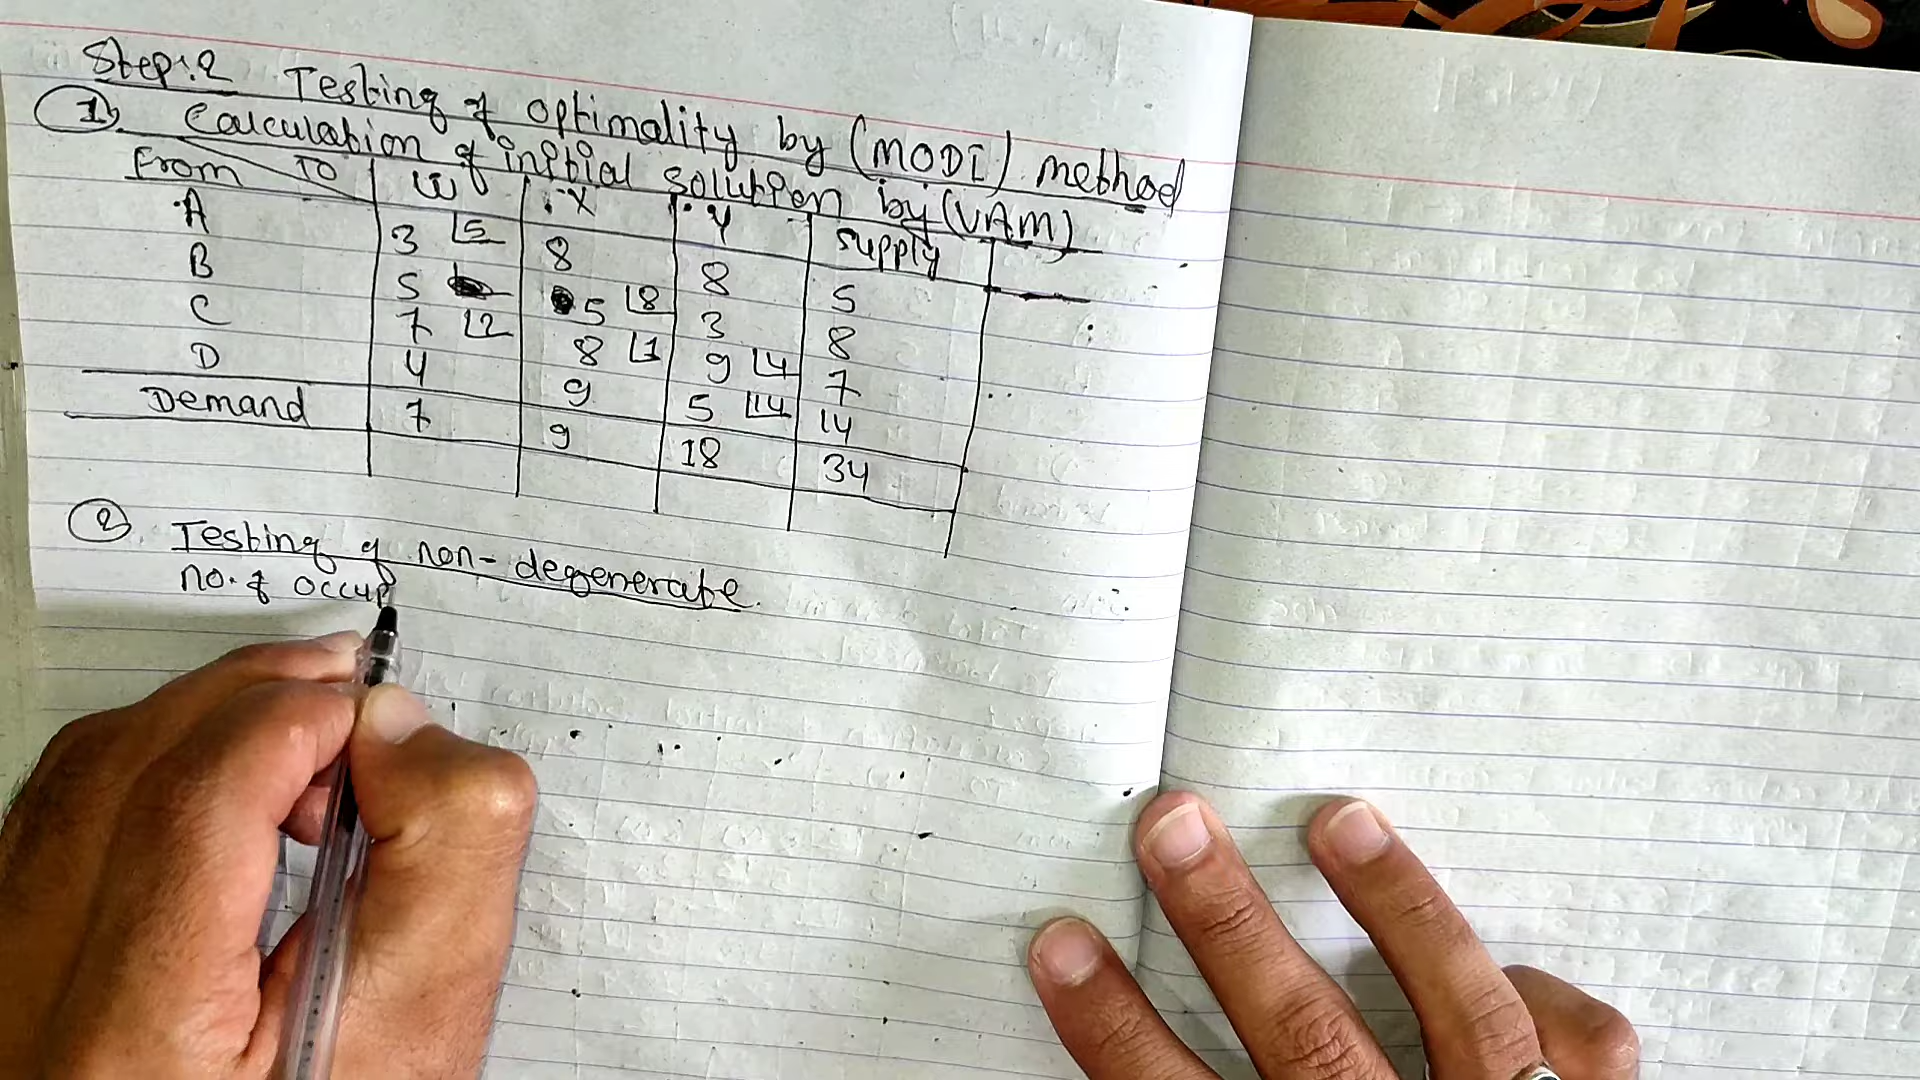 Step:2 Testing of optimality by (MODI) method
1) Calculation of initial solution by (VAM)
From TO W X Y Supply
A 3 5 8 8 5
B 5 5 8 3 8
C 7 2 8 1 9 4 7
D 4 9 5 14 14
Demand 7 9 18 34
2 Testing of non-degenerate.
no. of occup